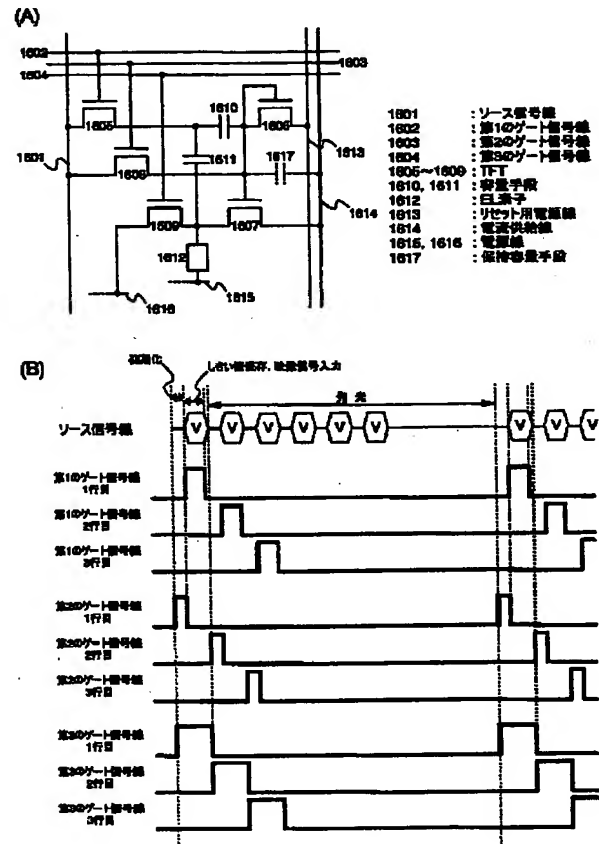 (A)
1602
1603
1604
1605
1610
1606
1601
1611
1617
1613
1608
1609
1607
1614
1612
1615
1616
1601 :ソース信号線
1602 :第1のゲート信号線
1603 :第2のゲート信号線
1604 :第3のゲート信号線
1605~1609 :TFT
1610, 1611 :容量手段
1612 :EL素子
1613 :リセット用電源線
1614 :電流供給線
1615, 1616 :電源線
1617 :保持容量手段
(B)
初期化
しきい値保存、映像信号入力
発光
ソース信号線
V V V V V V V V V
第1のゲート信号線
1行目
第1のゲート信号線
2行目
第1のゲート信号線
3行目
第2のゲート信号線
1行目
第2のゲート信号線
2行目
第2のゲート信号線
3行目
第3のゲート信号線
1行目
第3のゲート信号線
2行目
第3のゲート信号線
3行目